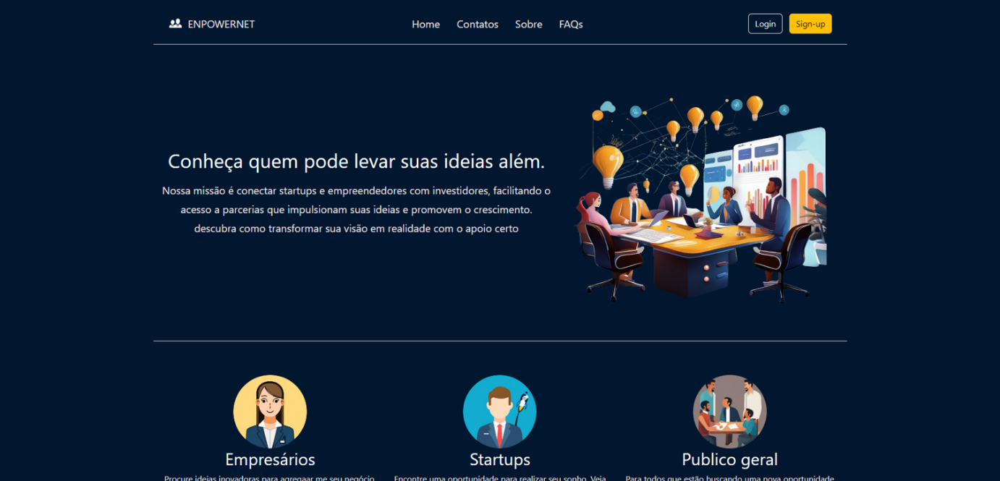 ENPOWERNET
Home Contatos Sobre FAQs
Login Sign-up
Conheça quem pode levar suas ideias além.
Nossa missão é conectar startups e empreendedores com investidores, facilitando o
acesso a parcerias que impulsionam suas ideias e promovem o crescimento.
descubra como transformar sua visão em realidade com o apoio certo
Empresários
Startups
Publico geral
Procure ideias inovadoras para agregaar me seu negócio
Encontre uma oportunidade para realizar seu sonho. Veja
Para todos que estão buscando uma nova oportunidade